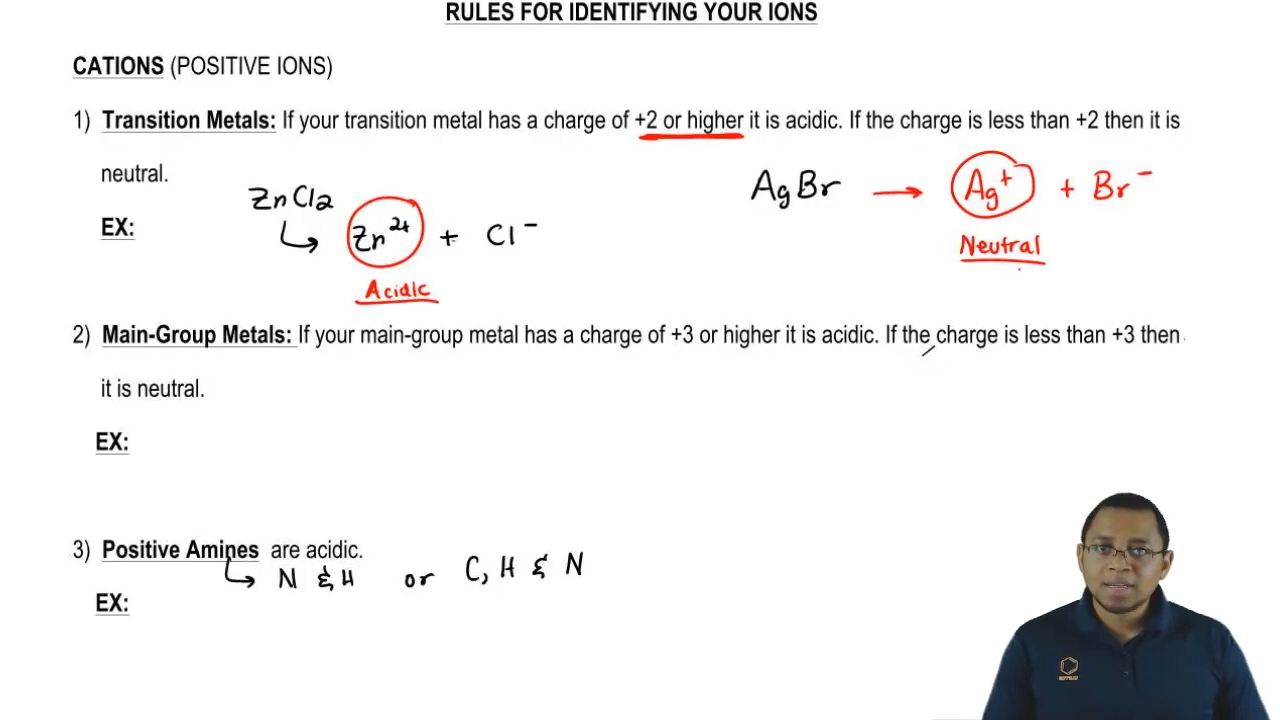 RULES FOR IDENTIFYING YOUR IONS
CATIONS (POSITIVE IONS)
1) Transition Metals: If your transition metal has a charge of +2 or higher it is acidic. If the charge is less than +2 then it is
neutral.
ZnCl2
AgBr → Ag+ + Br-
EX:
Zn2+ + Cl-
Neutral
Acidic
2) Main-Group Metals: If your main-group metal has a charge of +3 or higher it is acidic. If the charge is less than +3 then
it is neutral.
EX:
3) Positive Amines are acidic.
N & H or C, H & N
EX: